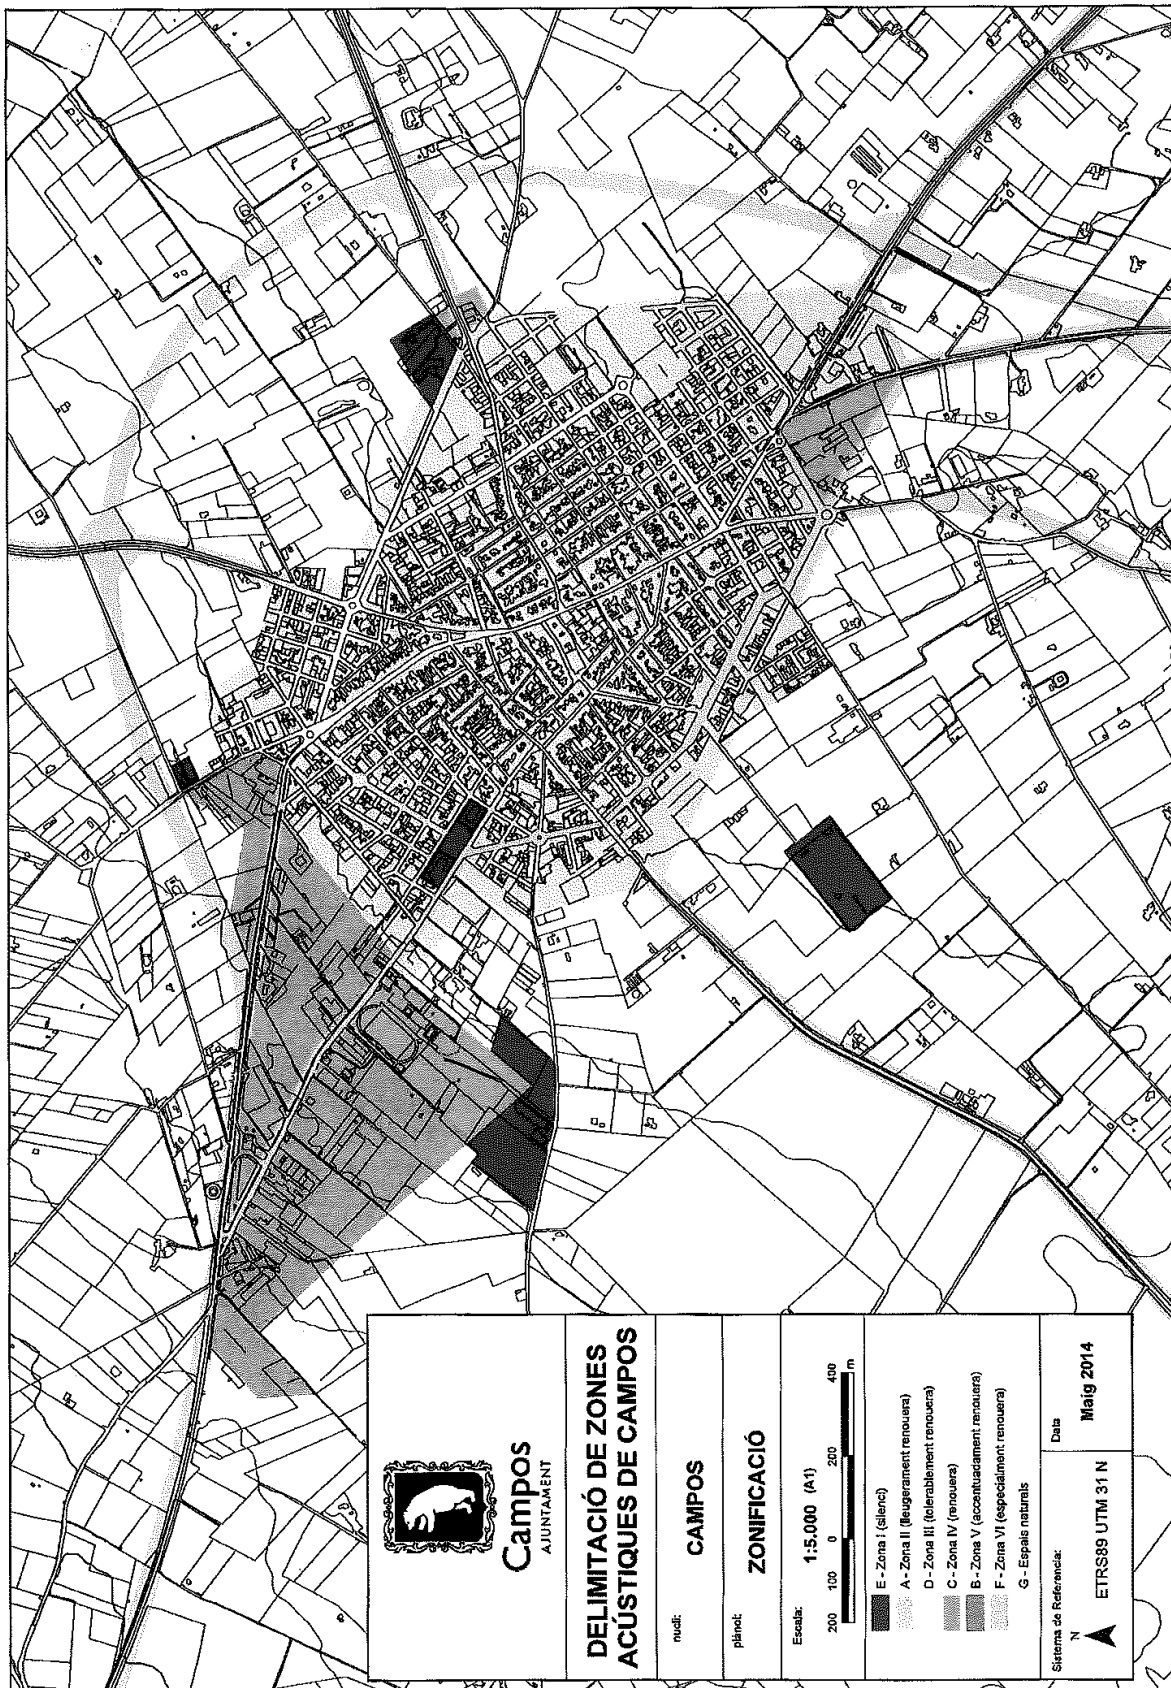 Campos
AJUNTAMENT
DELIMITACIÓ DE ZONES
ACÚSTIQUES DE CAMPOS
nucli:
CAMPOS
plànol:
ZONIFICACIÓ
Escala:
1:5.000 (A1)
200 100 0 200 400
m
E - Zona I (silenci)
A - Zona II (lleugerament renouera)
D - Zona III (tolerablement renouera)
C - Zona IV (renouera)
B - Zona V (accentuadament renouera)
F - Zona VI (especialment renouera)
G - Espais naturals
Sistema de Referencia:
N
ETRS89 UTM 31 N
Data
Maig 2014